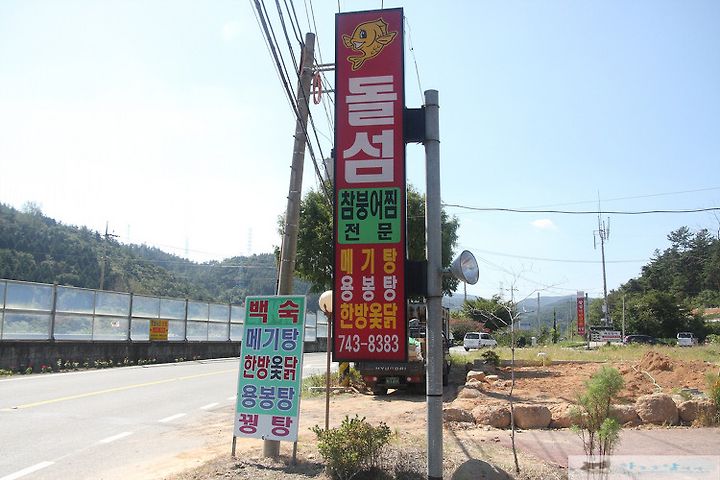 돌섬
참붕어찜
전문
메기탕
용봉탕
한방옻닭
743-8383
백숙
메기탕
한방옻닭
용봉탕
꿩탕
HYUNDAI